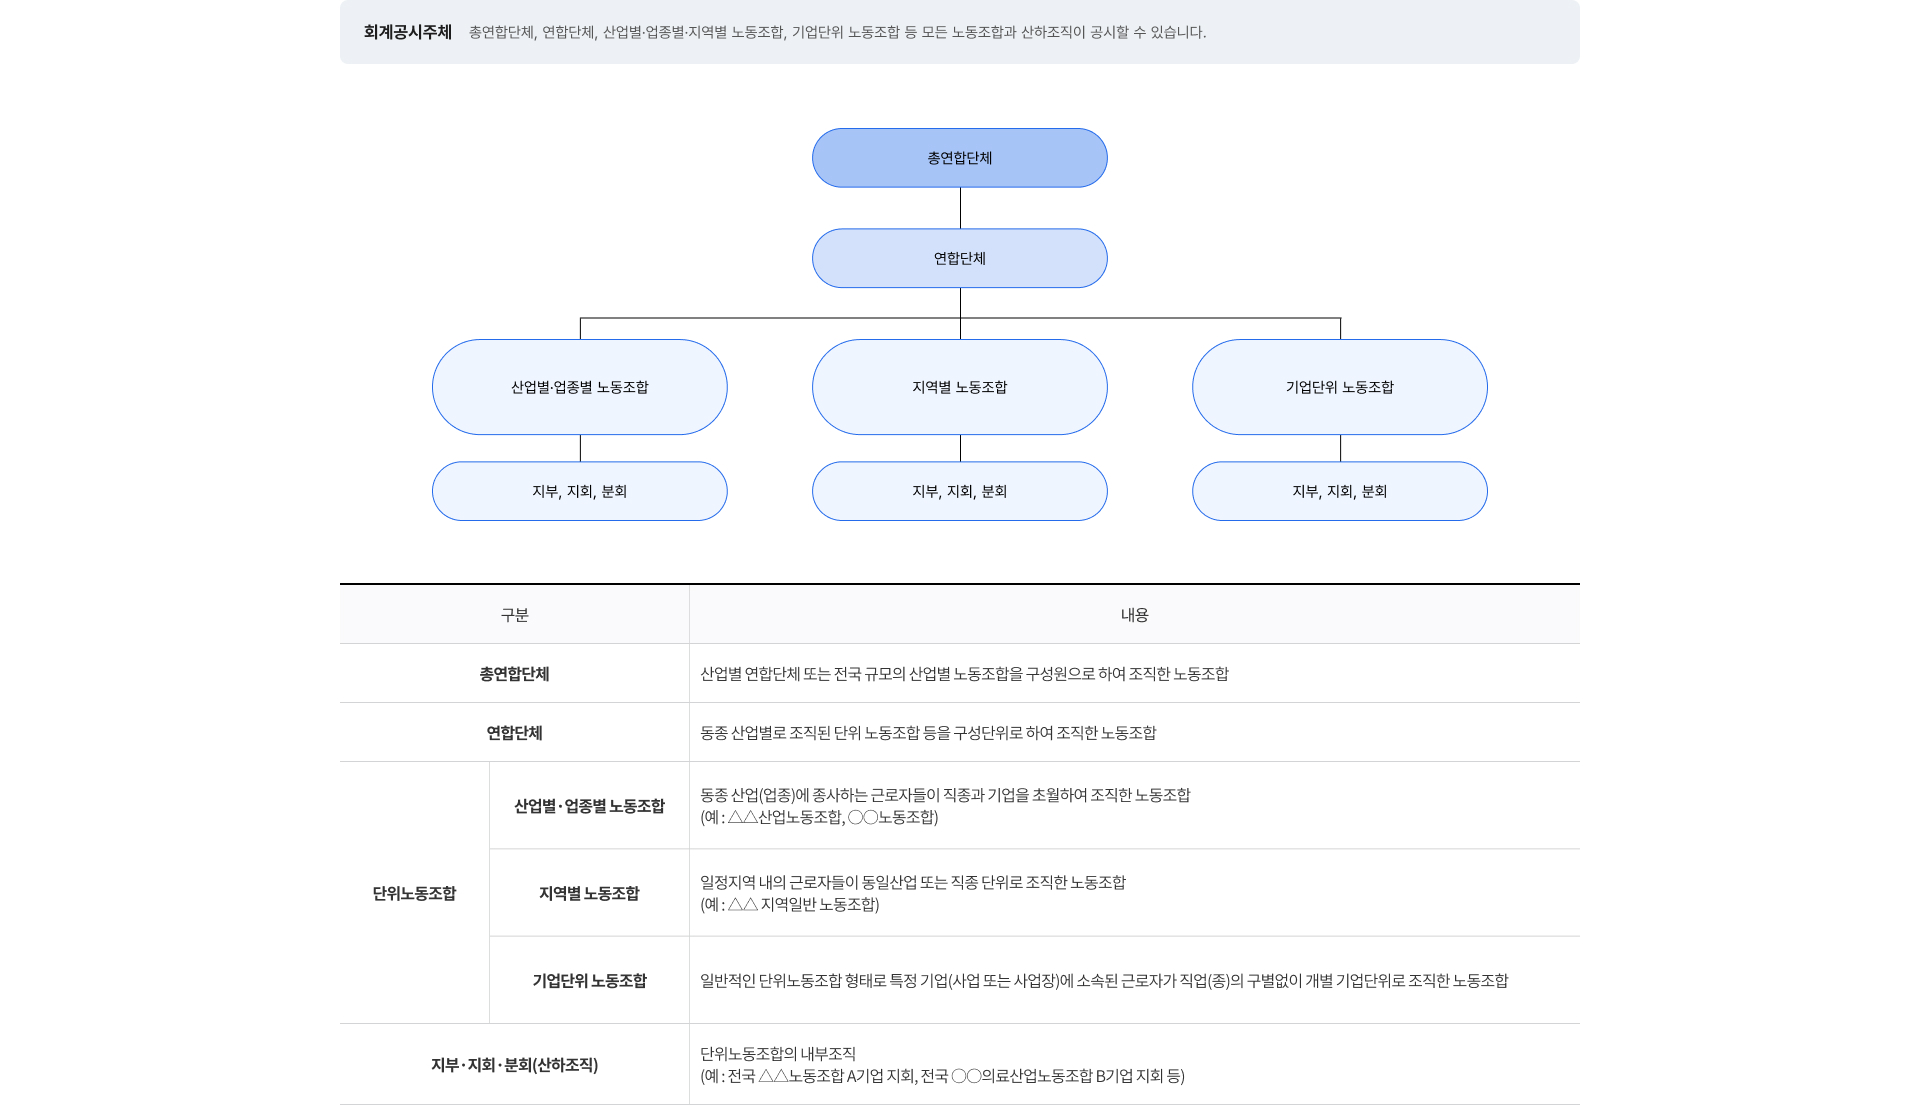 회계공시주체 총연합단체, 연합단체, 산업별·업종별·지역별 노동조합, 기업단위 노동조합 등 모든 노동조합과 산하조직이 공시할 수 있습니다.
총연합단체
연합단체
산업별·업종별 노동조합
지역별 노동조합
기업단위 노동조합
지부, 지회, 분회
지부, 지회, 분회
지부, 지회, 분회
구분
내용
총연합단체
산업별 연합단체 또는 전국 규모의 산업별 노동조합을 구성원으로 하여 조직한 노동조합
연합단체
동종 산업별로 조직된 단위 노동조합 등을 구성단위로 하여 조직한 노동조합
단위노동조합
산업별·업종별 노동조합
동종 산업(업종)에 종사하는 근로자들이 직종과 기업을 초월하여 조직한 노동조합
(예 : △△산업노동조합, ○○노동조합)
지역별 노동조합
일정지역 내의 근로자들이 동일산업 또는 직종 단위로 조직한 노동조합
(예 : △△ 지역일반 노동조합)
기업단위 노동조합
일반적인 단위노동조합 형태로 특정 기업(사업 또는 사업장)에 소속된 근로자가 직업(종)의 구별없이 개별 기업단위로 조직한 노동조합
지부·지회·분회(산하조직)
단위노동조합의 내부조직
(예 : 전국 △△노동조합 A기업 지회, 전국 ○○의료산업노동조합 B기업 지회 등)